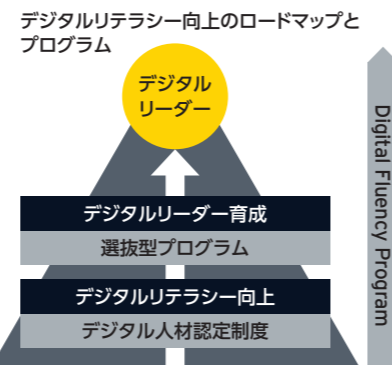 デジタルリテラシー向上のロードマップと
プログラム
デジタル
リーダー
デジタルリーダー育成
選抜型プログラム
デジタルリテラシー向上
デジタル人材認定制度
Digital Fluency Program